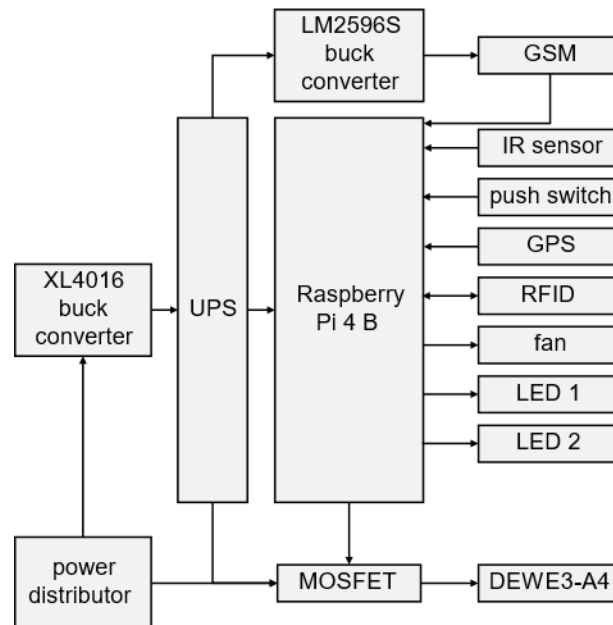 LM2596S
buck
converter
GSM
IR sensor
push switch
GPS
RFID
fan
LED 1
LED 2
XL4016
buck
converter
UPS
Raspberry
Pi 4 B
power
distributor
MOSFET
DEWE3-A4